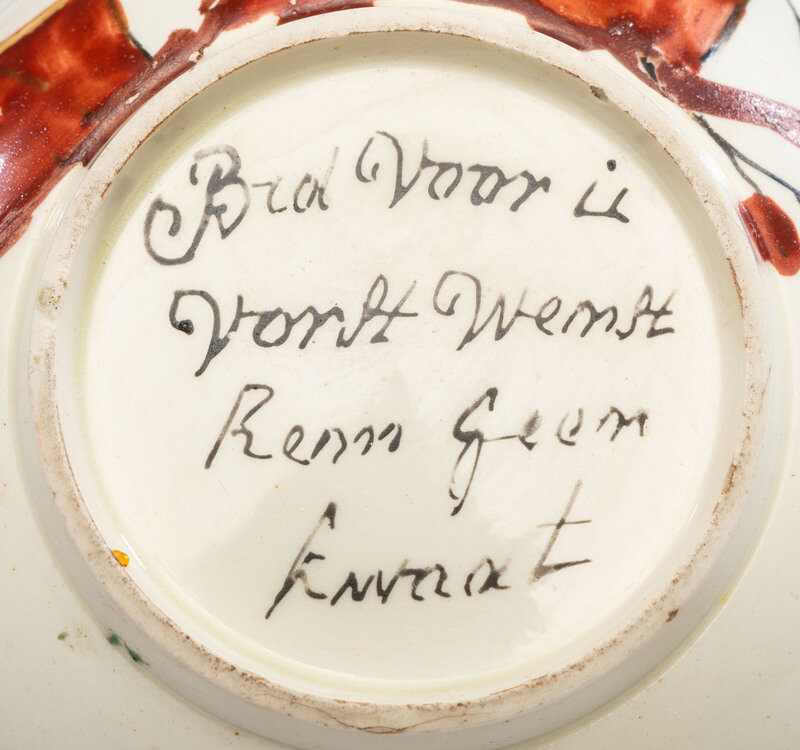 Bid Voor u
Vorst Wenst
Kenn Geen
kwaat